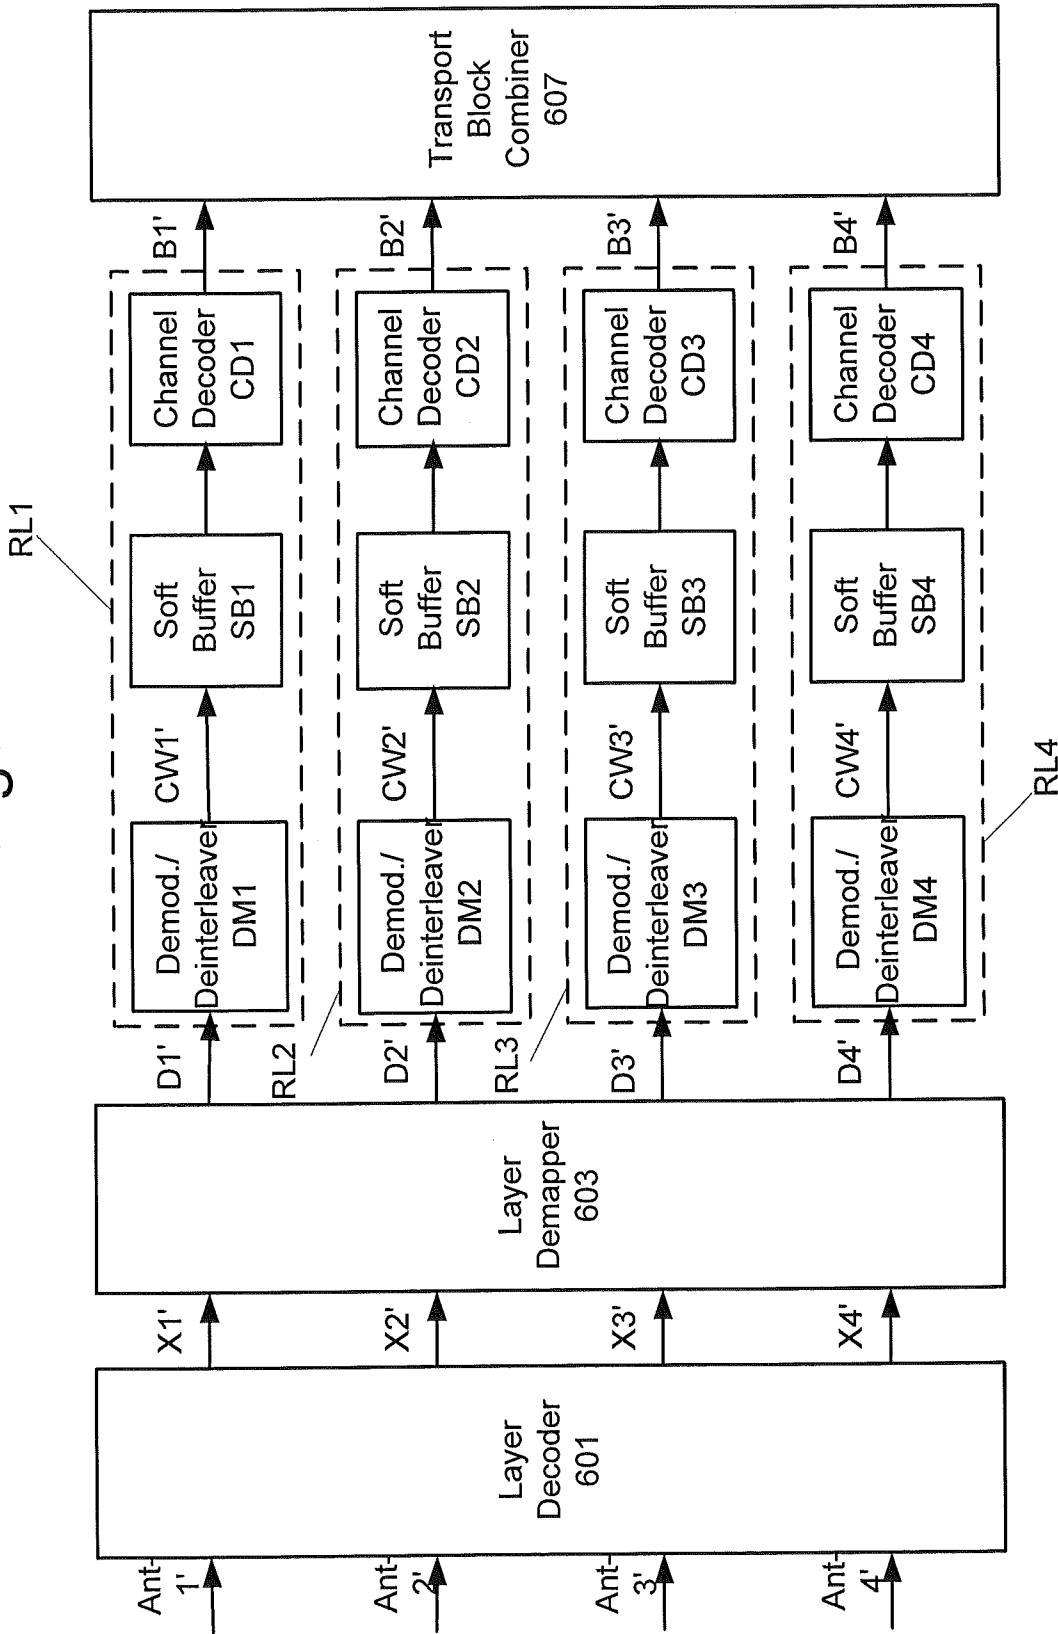 Ant-
1'
Ant-
2'
Ant-
3'
Ant-
4'
Layer
Decoder
601
X1'
X2'
X3'
X4'
Layer
Demapper
603
D1'
D2'
D3'
D4'
RL1
Demod./
Deinterleaver
DM1
CW1'
Soft
Buffer
SB1
Channel
Decoder
CD1
B1'
RL2
Demod./
Deinterleaver
DM2
CW2'
Soft
Buffer
SB2
Channel
Decoder
CD2
B2'
RL3
Demod./
Deinterleaver
DM3
CW3'
Soft
Buffer
SB3
Channel
Decoder
CD3
B3'
RL4
Demod./
Deinterleaver
DM4
CW4'
Soft
Buffer
SB4
Channel
Decoder
CD4
B4'
Transport
Block
Combiner
607